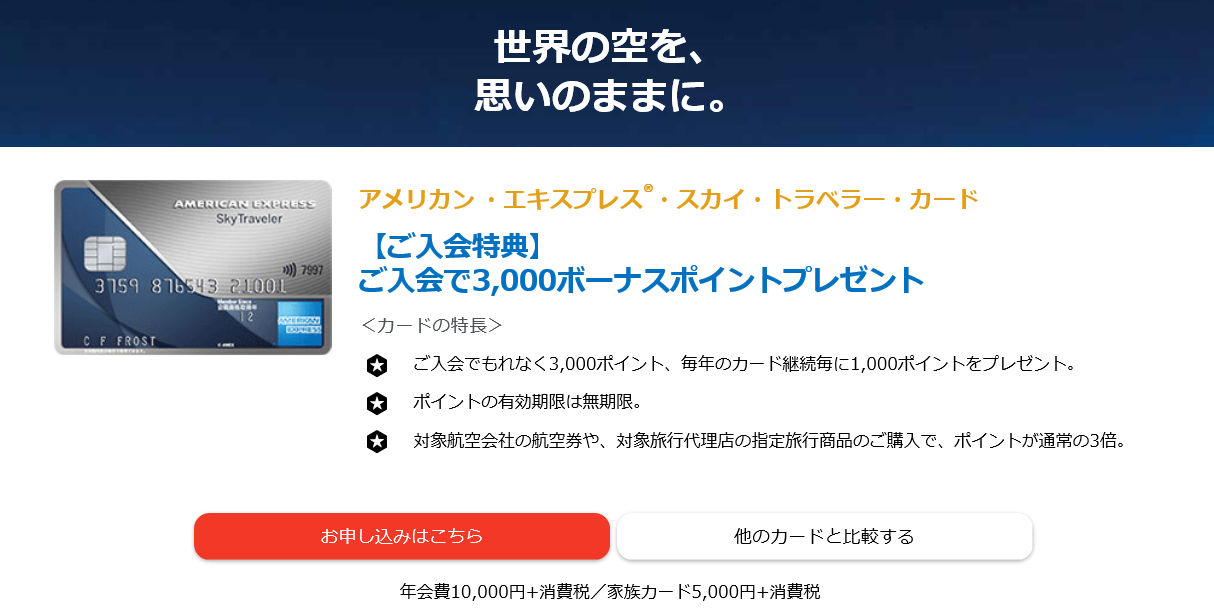 世界の空を、
思いのままに。
アメリカン・エキスプレス®・スカイ・トラベラー・カード
【ご入会特典】
ご入会で3,000ボーナスポイントプレゼント
AMERICAN EXPRESS
SkyTraveler
7997
3759 876543 21001
Member Since
12
AMERICAN
EXPRESS
C F FROST
© AMEX
＜カードの特長＞
ご入会でもれなく3,000ポイント、毎年のカード継続毎に1,000ポイントをプレゼント。
ポイントの有効期限は無期限。
対象航空会社の航空券や、対象旅行代理店の指定旅行商品のご購入で、ポイントが通常の3倍。
お申し込みはこちら
他のカードと比較する
年会費10,000円+消費税／家族カード5,000円+消費税